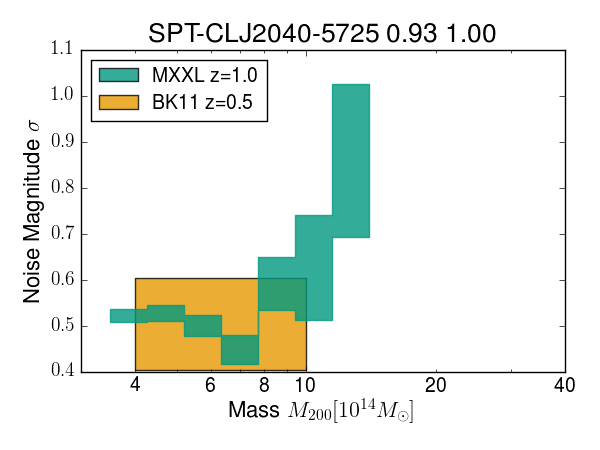 SPT-CLJ2040-5725 0.93 1.00
1.1
1.0
0.9
0.8
0.7
0.6
0.5
0.4
Noise Magnitude σ
MXXL z=1.0
BK11 z=0.5
4 6 8 10 20 40
Mass M₂₀₀[10¹⁴M⊙]